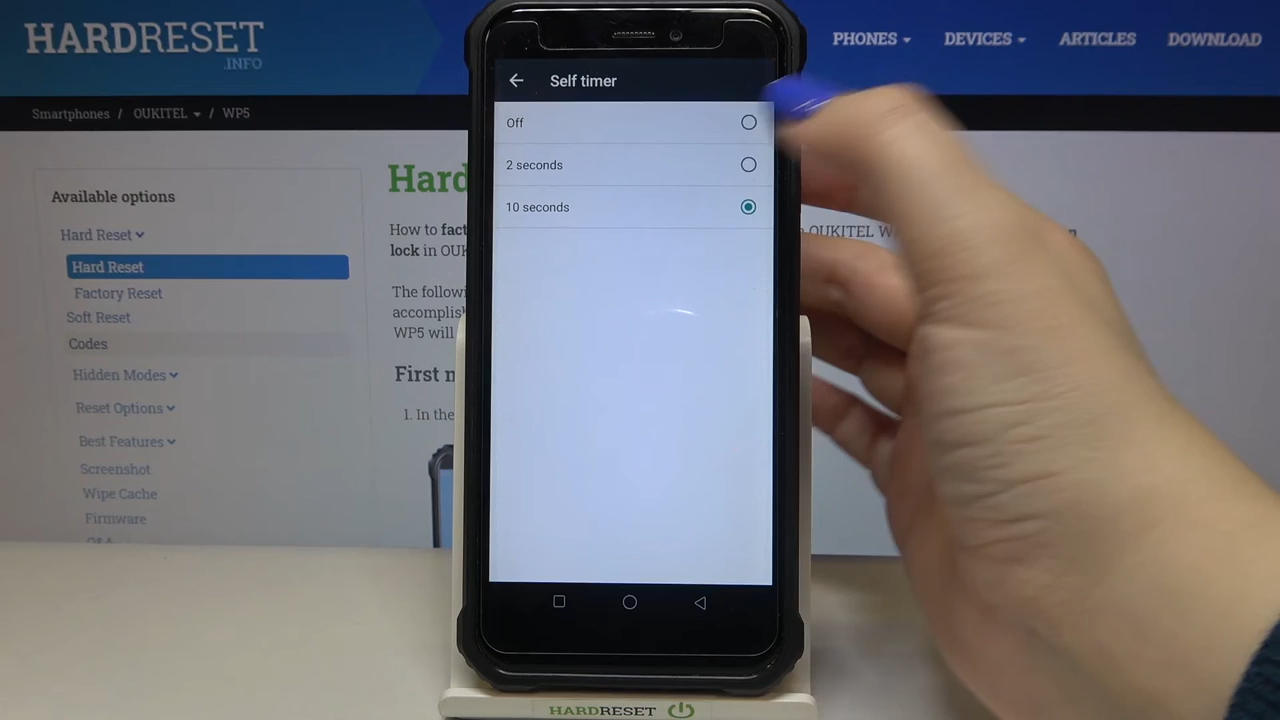 HARDRESET
.INFO
PHONES
DEVICES
ARTICLES
DOWNLOAD
Smartphones / OUKITEL / WP5
Available options
Hard Reset
Hard Reset
Factory Reset
Soft Reset
Codes
Hidden Modes
Reset Options
Best Features
Screenshot
Wipe Cache
Firmware
Hard
How to fact
lock in OUK
OUKITEL W
The followi
accomplis
WP5 will
First m
1. In the
Self timer
Off
2 seconds
10 seconds
HARDRESET